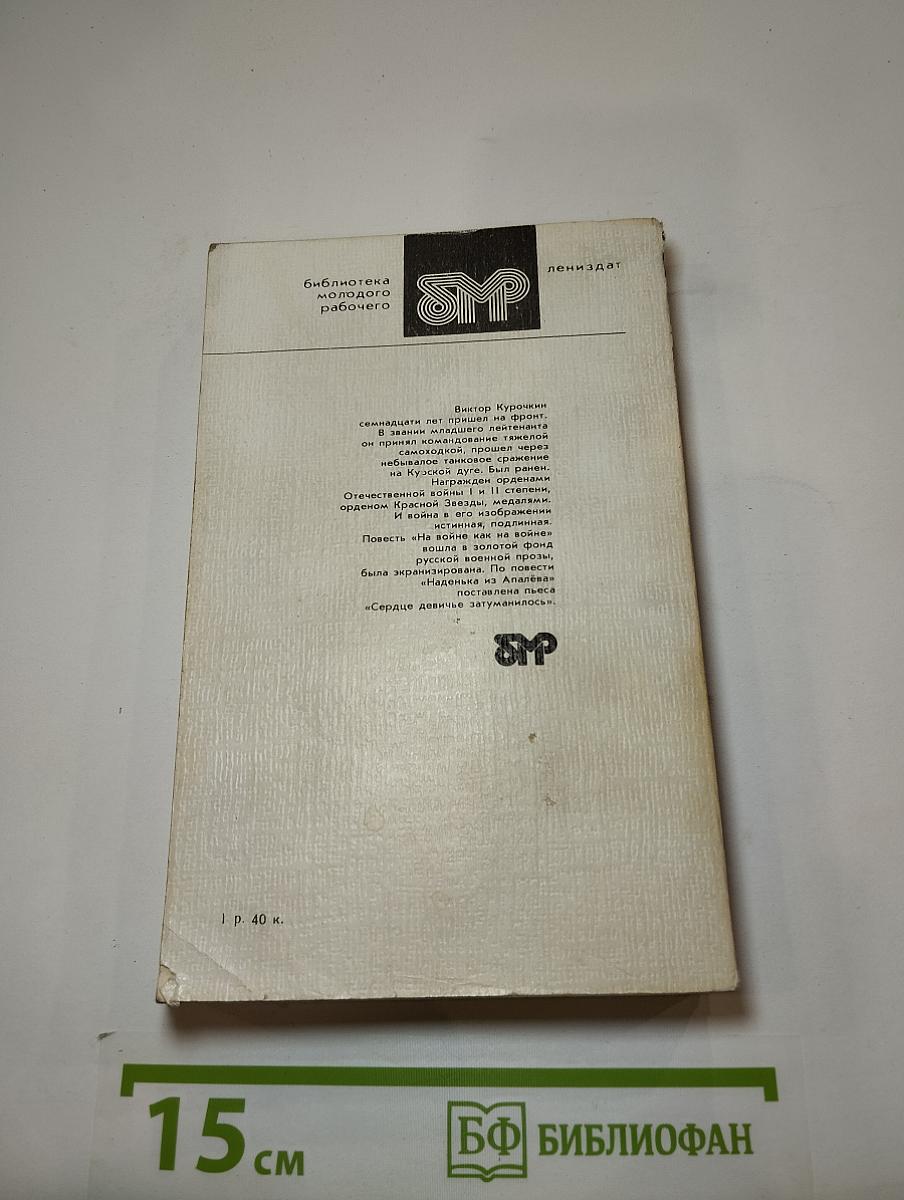 библиотека
молодого
рабочего
бмр
лениздат
Виктор Курочкин
семнадцати лет пришел на фронт.
В звании младшего лейтенанта
он принял командование тяжелой
самоходкой, прошел через
небывалое танковое сражение
на Курской дуге. Был ранен.
Награжден орденами
Отечественной войны I и II степени,
орденом Красной Звезды, медалями.
И война в его изображении
истинная, подлинная.
Повесть «На войне как на войне»
вошла в золотой фонд
русской военной прозы,
была экранизирована. По повести
«Наденька из Апалёва»
поставлена пьеса
«Сердце девичье затуманилось».
бмр
1 р. 40 к.
15 см
БФ БИБЛИОФАН